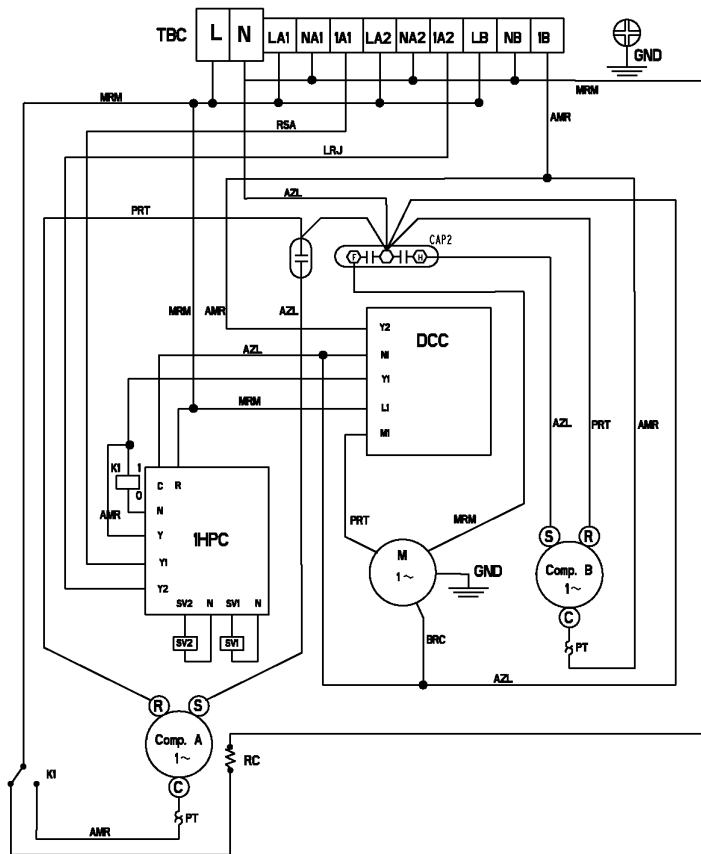 TBC L N LA1 NA1 1A1 LA2 NA2 1A2 LB NB 1B
GND
MRM MRM
RSA AMR
LRJ
AZL
PRT
CAP2
F H
MRM AMR AZL
Y2
DCC
AZL N1
Y1
MRM L1
M1
AZL PRT AMR
K1 1
0
C R
AMR N
Y 1HPC
Y1
Y2
SV2 N SV1 N
SV2 SV1
PRT MRM
M
1~
GND
S R
Comp. B
1~
C
PT
BRC
AZL
R S
Comp. A
1~
C
K1
RC
PT
AMR